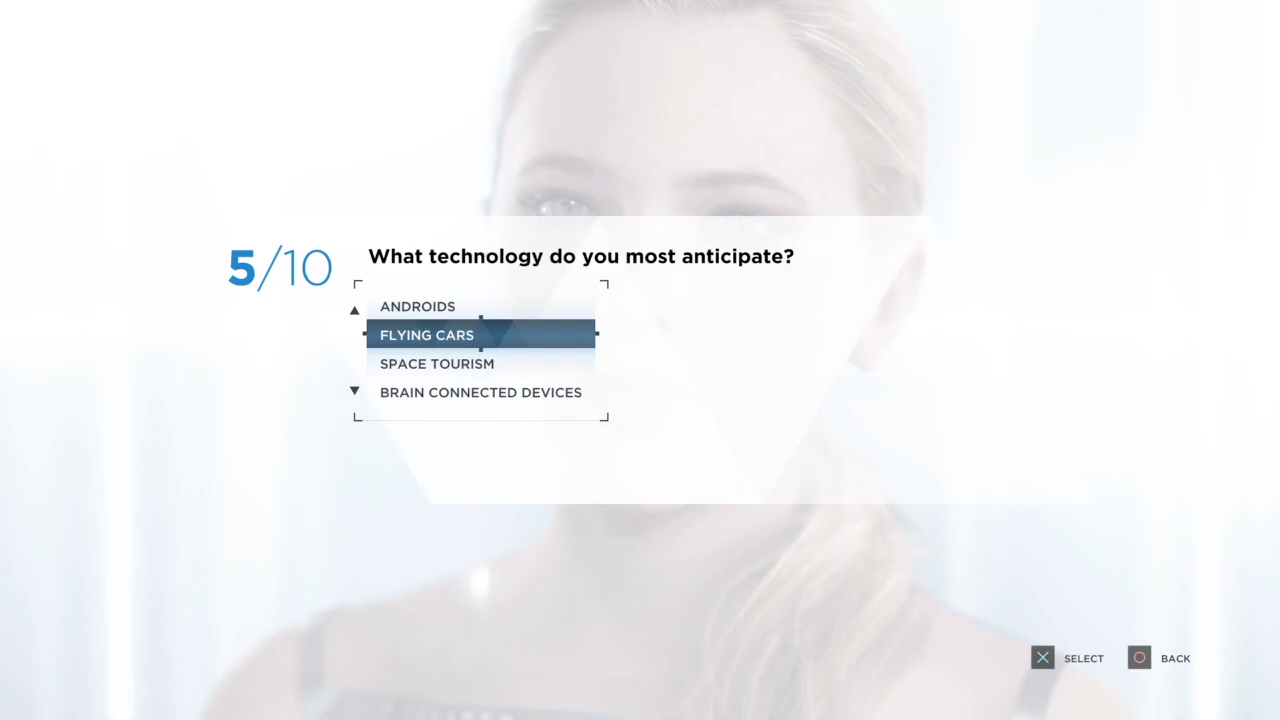 5/10
What technology do you most anticipate?
ANDROIDS
FLYING CARS
SPACE TOURISM
BRAIN CONNECTED DEVICES
SELECT BACK